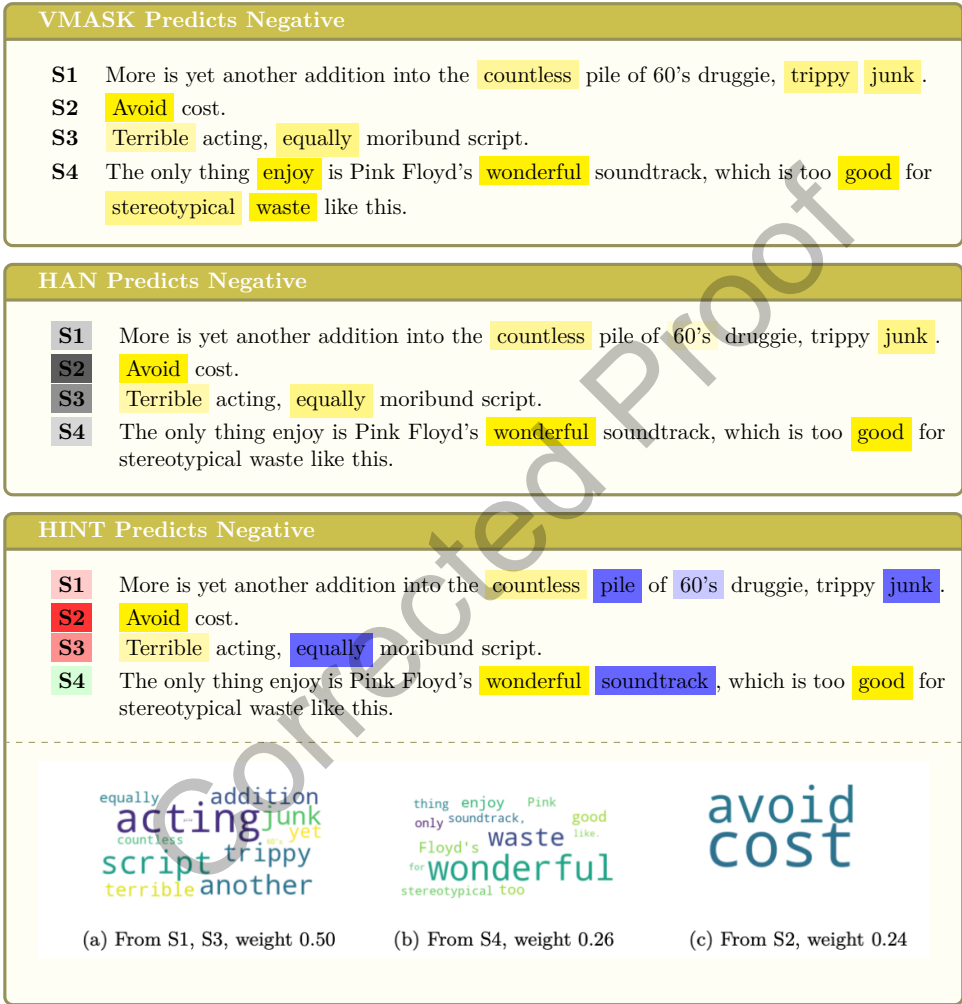 VMASK Predicts Negative
S1 More is yet another addition into the countless pile of 60's druggie, trippy junk.
S2 Avoid cost.
S3 Terrible acting, equally moribund script.
S4 The only thing enjoy is Pink Floyd's wonderful soundtrack, which is too good for
stereotypical waste like this.
HAN Predicts Negative
S1 More is yet another addition into the countless pile of 60's druggie, trippy junk.
S2 Avoid cost.
S3 Terrible acting, equally moribund script.
S4 The only thing enjoy is Pink Floyd's wonderful soundtrack, which is too good for
stereotypical waste like this.
HINT Predicts Negative
S1 More is yet another addition into the countless pile of 60's druggie, trippy junk.
S2 Avoid cost.
S3 Terrible acting, equally moribund script.
S4 The only thing enjoy is Pink Floyd's wonderful soundtrack, which is too good for
stereotypical waste like this.
equally addition
acting junk
countless yet
script trippy
terrible another
(a) From S1, S3, weight 0.50
thing enjoy Pink
only soundtrack, good
Floyd's waste like.
for wonderful
stereotypical too
(b) From S4, weight 0.26
avoid
cost
(c) From S2, weight 0.24
Corrected Proof